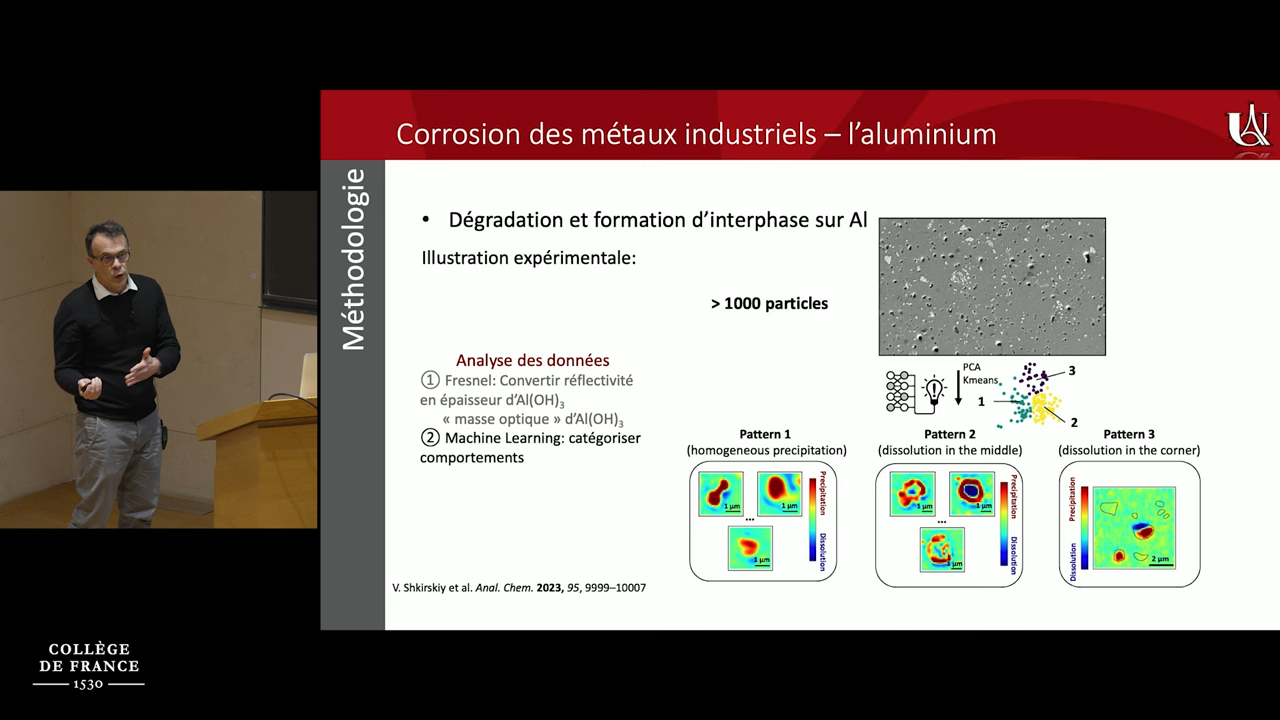 Corrosion des métaux industriels – l'aluminium
Méthodologie
• Dégradation et formation d'interphase sur Al
Illustration expérimentale:
> 1000 particles
Analyse des données
① Fresnel: Convertir réflectivité
en épaisseur d'Al(OH)₃
« masse optique » d'Al(OH)₃
② Machine Learning: catégoriser
comportements
PCA
Kmeans
3
1
2
Pattern 1
(homogeneous precipitation)
1 µm
1 µm
...
1 µm
Precipitation
Dissolution
Pattern 2
(dissolution in the middle)
1 µm
1 µm
...
1 µm
Precipitation
Dissolution
Pattern 3
(dissolution in the corner)
Precipitation
Dissolution
2 µm
V. Shkirskiy et al. Anal. Chem. 2023, 95, 9999–10007
COLLÈGE
DE FRANCE
1530